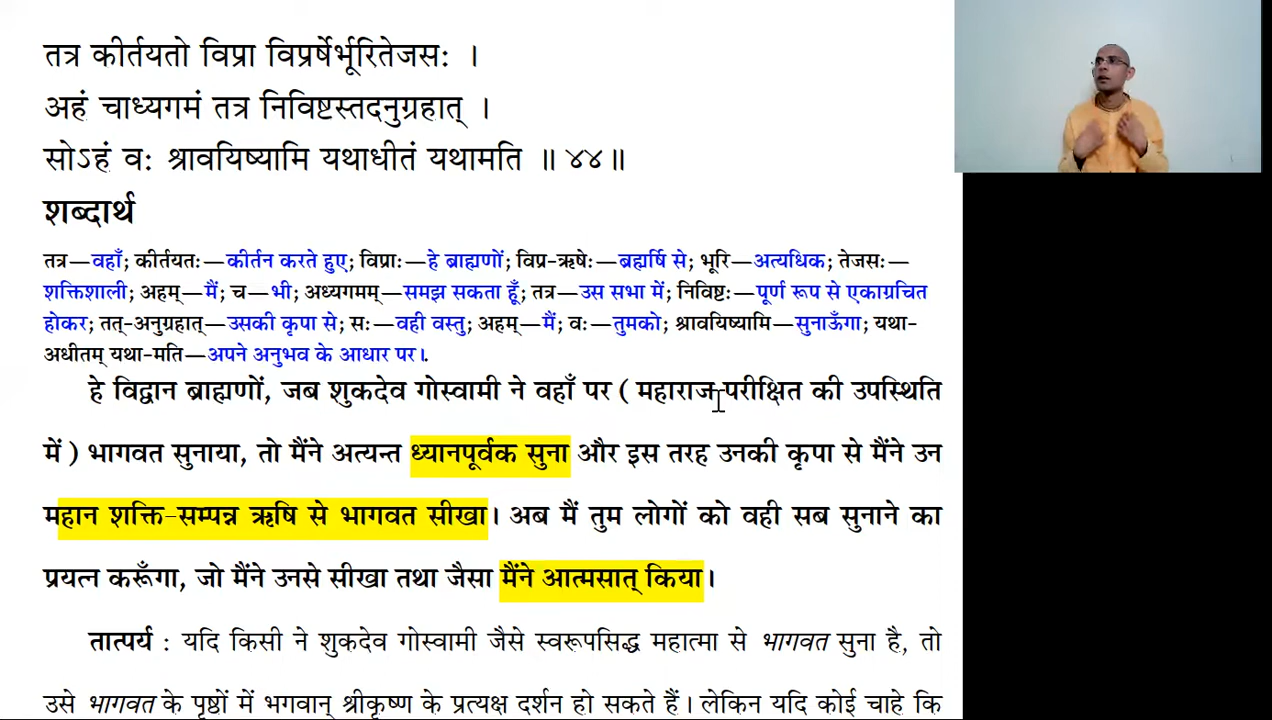 तत्र कीर्तयतो विप्रा विप्रर्षेर्भूरितेजसः ।
अहं चाध्यगमं तत्र निविष्टस्तदनुग्रहात् ।
सोऽहं वः श्रावयिष्यामि यथाधीतं यथामति ॥ ४४॥
शब्दार्थ
तत्र—वहाँ; कीर्तयतः—कीर्तन करते हुए; विप्राः—हे ब्राह्मणों; विप्र-ऋषेः—ब्रह्मर्षि से; भूरि—अत्यधिक; तेजसः—
शक्तिशाली; अहम्—मैं; च—भी; अध्यगमम्—समझ सकता हूँ; तत्र—उस सभा में; निविष्टः—पूर्ण रूप से एकाग्रचित
होकर; तत्-अनुग्रहात्—उसकी कृपा से; सः—वही वस्तु; अहम्—मैं; वः—तुमको; श्रावयिष्यामि—सुनाऊँगा; यथा-
अधीतम् यथा-मति—अपने अनुभव के आधार पर।.
हे विद्वान ब्राह्मणों, जब शुकदेव गोस्वामी ने वहाँ पर ( महाराज परीक्षित की उपस्थिति
में ) भागवत सुनाया, तो मैंने अत्यन्त ध्यानपूर्वक सुना और इस तरह उनकी कृपा से मैंने उन
महान शक्ति-सम्पन्न ऋषि से भागवत सीखा। अब मैं तुम लोगों को वही सब सुनाने का
प्रयत्न करूँगा, जो मैंने उनसे सीखा तथा जैसा मैंने आत्मसात् किया।
तात्पर्य : यदि किसी ने शुकदेव गोस्वामी जैसे स्वरूपसिद्ध महात्मा से भागवत सुना है, तो
उसे भागवत के पृष्ठों में भगवान् श्रीकृष्ण के प्रत्यक्ष दर्शन हो सकते हैं। लेकिन यदि कोई चाहे कि